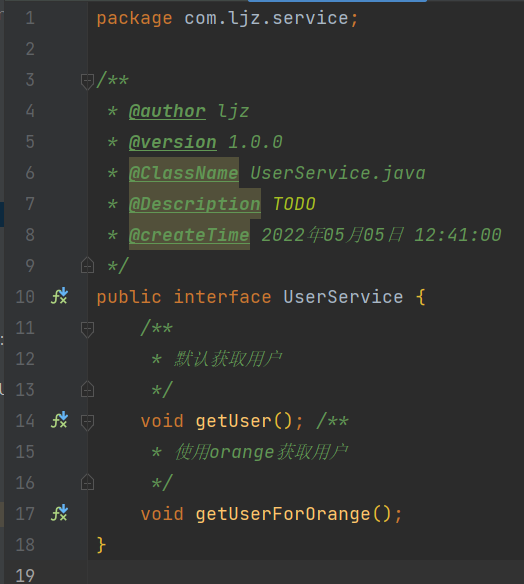 1 package com.ljz.service;
2
3 /**
4 * @author ljz
5 * @version 1.0.0
6 * @ClassName UserService.java
7 * @Description TODO
8 * @createTime 2022年05月05日 12:41:00
9 */
10 public interface UserService {
11 /**
12 * 默认获取用户
13 */
14 void getUser(); /**
15 * 使用orange获取用户
16 */
17 void getUserForOrange();
18 }
19